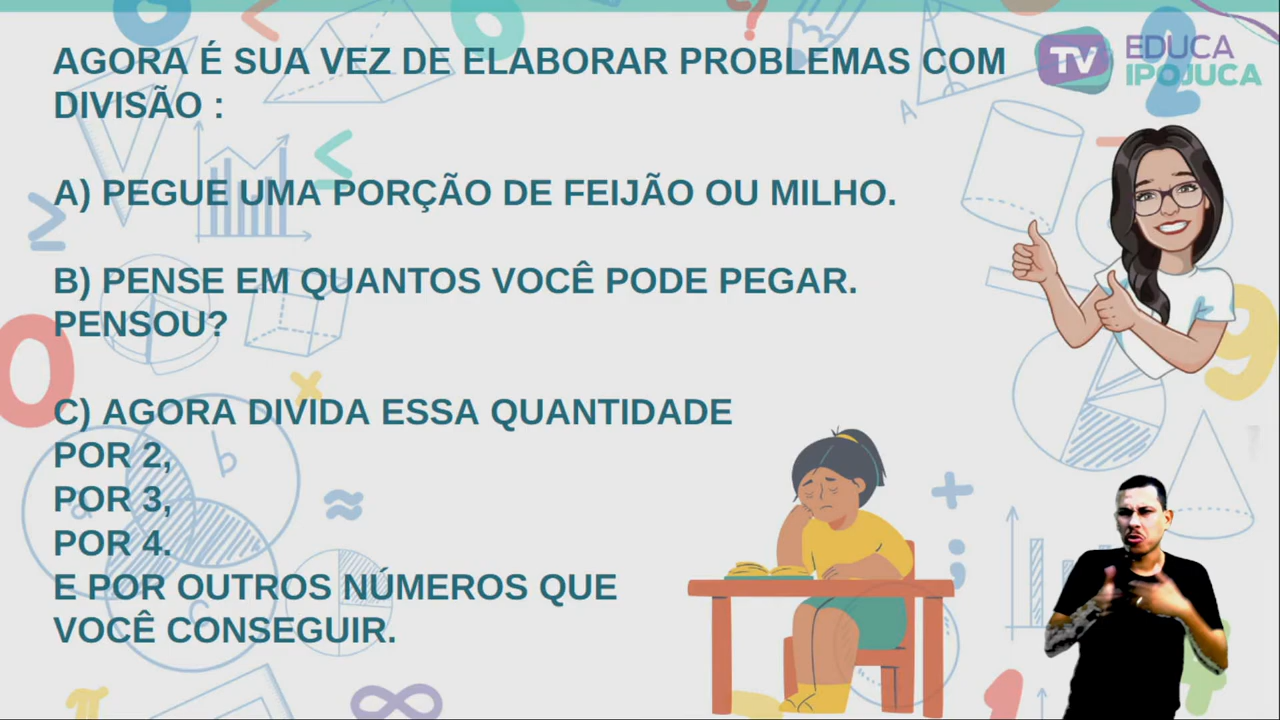 AGORA É SUA VEZ DE ELABORAR PROBLEMAS COM
DIVISÃO :
TV EDUCA
IPOJUCA
A) PEGUE UMA PORÇÃO DE FEIJÃO OU MILHO.
B) PENSE EM QUANTOS VOCÊ PODE PEGAR.
PENSOU?
C) AGORA DIVIDA ESSA QUANTIDADE
POR 2,
POR 3,
POR 4.
E POR OUTROS NÚMEROS QUE
VOCÊ CONSEGUIR.